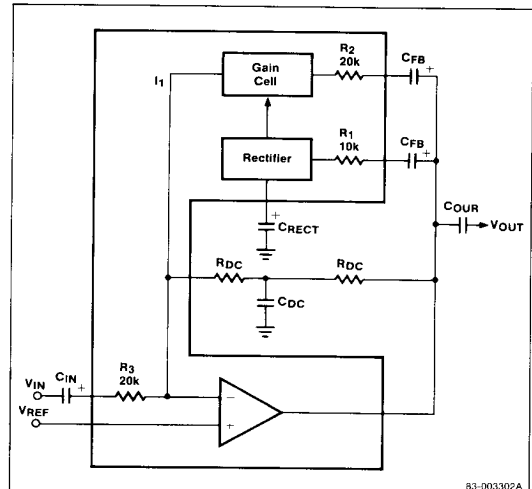 R2
20k
CFB
+
Gain
Cell
I1
R1
10k
CFB
+
Rectifier
+
CRECT
COUR
VOUT
RDC
RDC
CDC
CIN
R3
20k
VIN
+
VREF
−
+
83-003302A